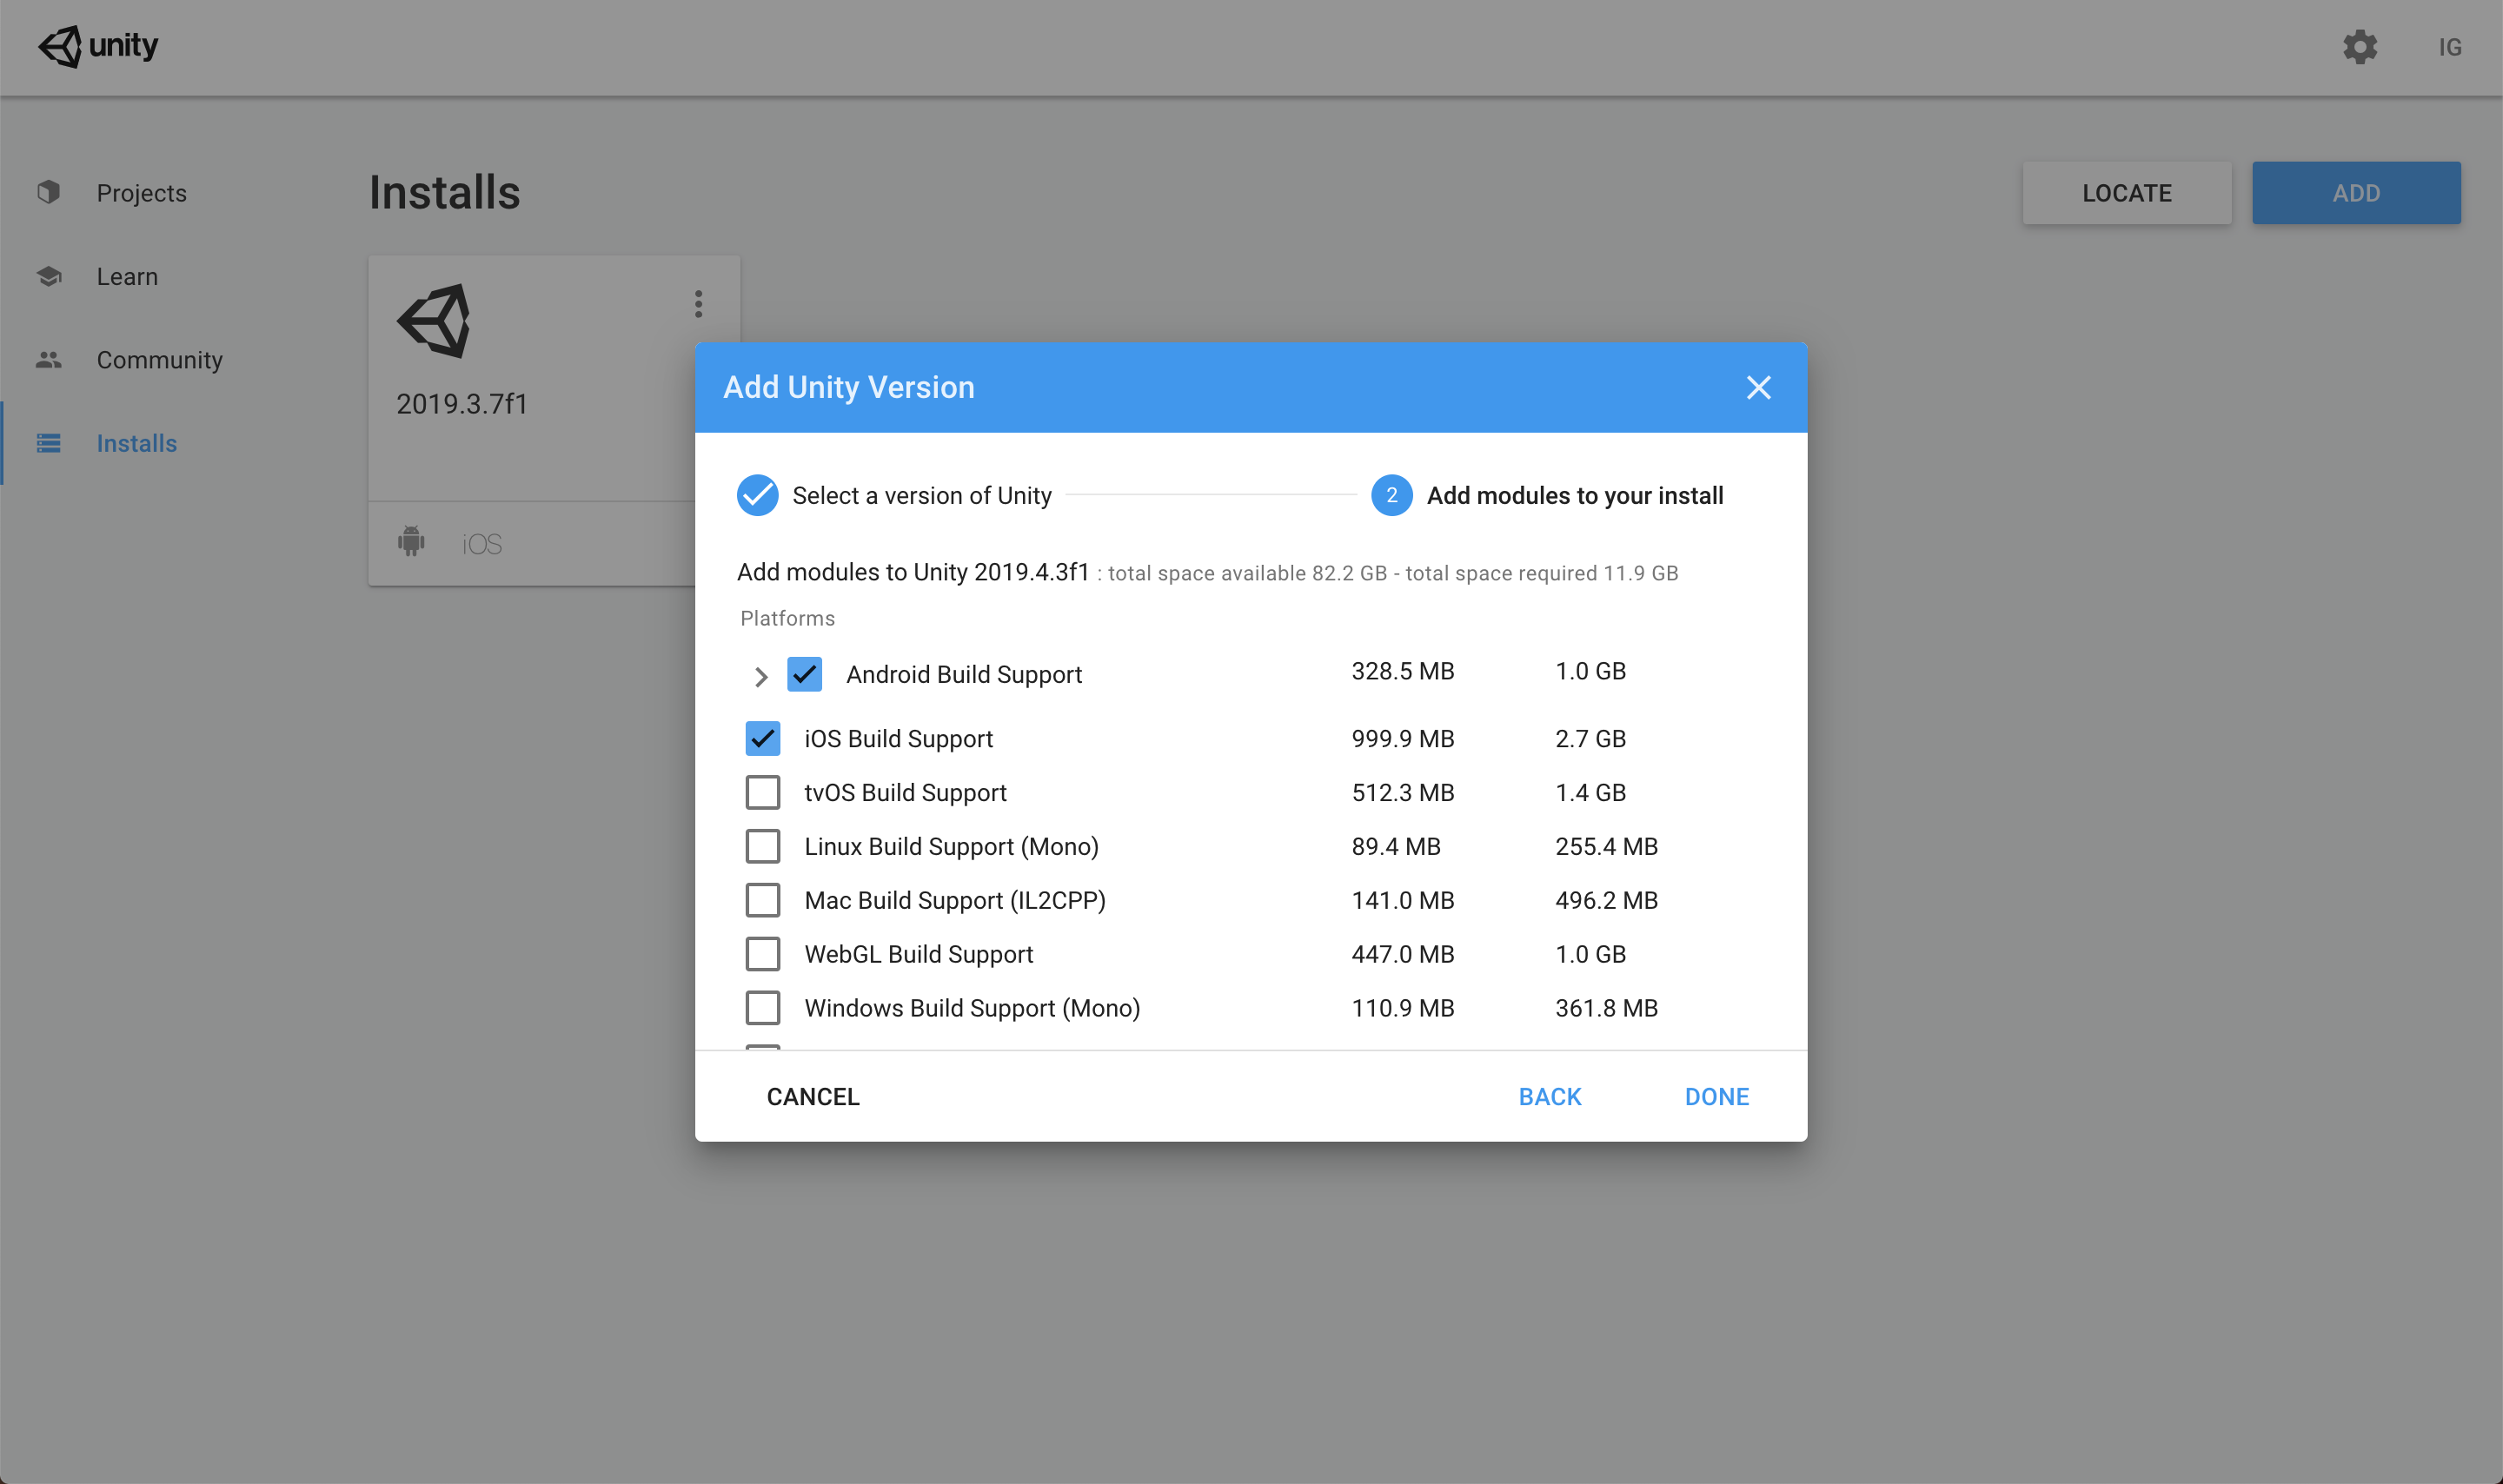 unity
IG
Projects
Learn
Community
Installs
Installs
LOCATE
ADD
2019.3.7f1
iOS
Add Unity Version
Select a version of Unity
2 Add modules to your install
Add modules to Unity 2019.4.3f1 : total space available 82.2 GB - total space required 11.9 GB
Platforms
Android Build Support 328.5 MB 1.0 GB
iOS Build Support 999.9 MB 2.7 GB
tvOS Build Support 512.3 MB 1.4 GB
Linux Build Support (Mono) 89.4 MB 255.4 MB
Mac Build Support (IL2CPP) 141.0 MB 496.2 MB
WebGL Build Support 447.0 MB 1.0 GB
Windows Build Support (Mono) 110.9 MB 361.8 MB
CANCEL BACK DONE